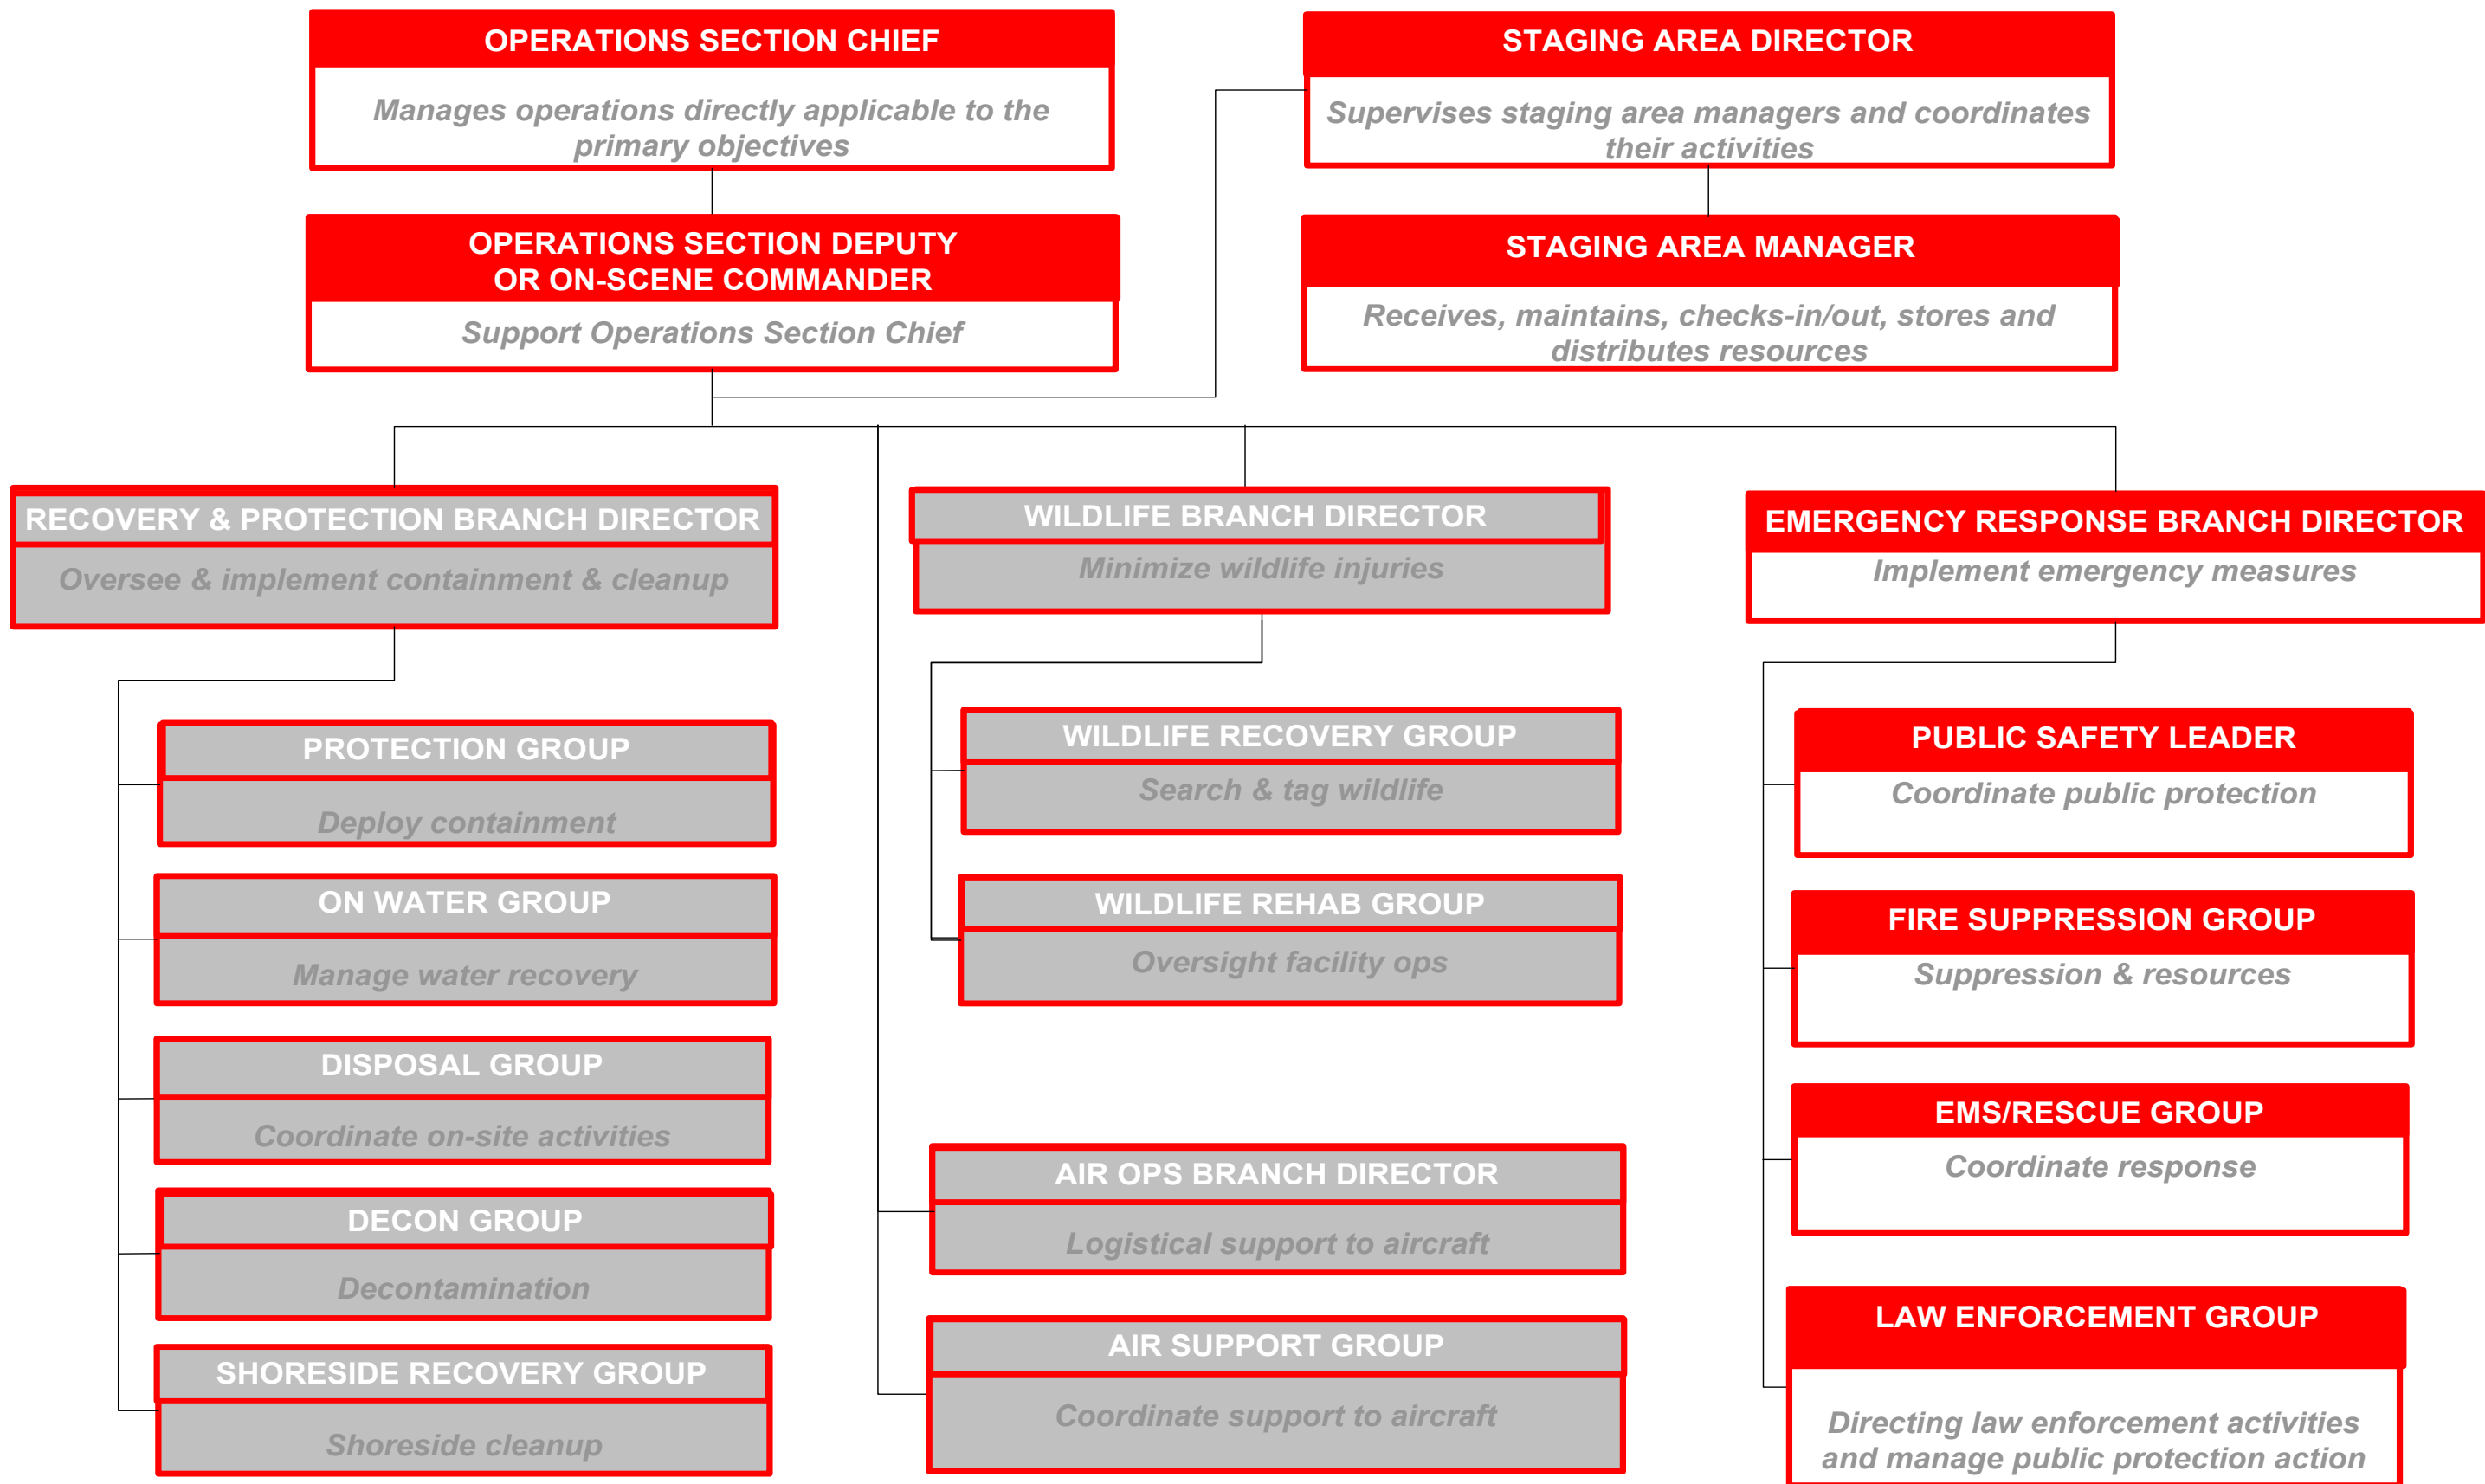 OPERATIONS SECTION CHIEF
Manages operations directly applicable to the
primary objectives
STAGING AREA DIRECTOR
Supervises staging area managers and coordinates
their activities
OPERATIONS SECTION DEPUTY
OR ON-SCENE COMMANDER
Support Operations Section Chief
STAGING AREA MANAGER
Receives, maintains, checks-in/out, stores and
distributes resources
RECOVERY & PROTECTION BRANCH DIRECTOR
Oversee & implement containment & cleanup
PROTECTION GROUP
Deploy containment
ON WATER GROUP
Manage water recovery
DISPOSAL GROUP
Coordinate on-site activities
DECON GROUP
Decontamination
SHORESIDE RECOVERY GROUP
Shoreside cleanup
WILDLIFE BRANCH DIRECTOR
Minimize wildlife injuries
WILDLIFE RECOVERY GROUP
Search & tag wildlife
WILDLIFE REHAB GROUP
Oversight facility ops
AIR OPS BRANCH DIRECTOR
Logistical support to aircraft
AIR SUPPORT GROUP
Coordinate support to aircraft
EMERGENCY RESPONSE BRANCH DIRECTOR
Implement emergency measures
PUBLIC SAFETY LEADER
Coordinate public protection
FIRE SUPPRESSION GROUP
Suppression & resources
EMS/RESCUE GROUP
Coordinate response
LAW ENFORCEMENT GROUP
Directing law enforcement activities
and manage public protection action